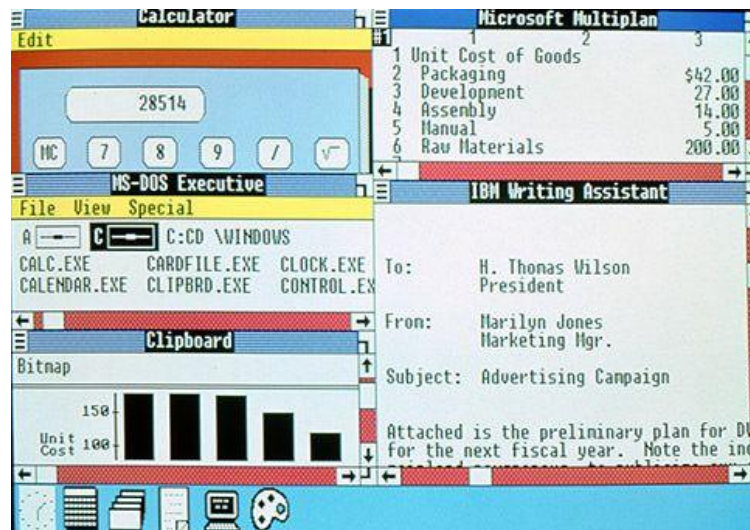 Calculator
Edit
28514
MC 7 8 9 / √
MS-DOS Executive
File View Special
A C C:CD \WINDOWS
CALC.EXE CARDFILE.EXE CLOCK.EXE
CALENDAR.EXE CLIPBRD.EXE CONTROL.EX
Clipboard
Bitmap
150
Unit
Cost 100
Microsoft Multiplan
#1 1 2 3
1 Unit Cost of Goods
2 Packaging $42.00
3 Development 27.00
4 Assembly 14.00
5 Manual 5.00
6 Raw Materials 200.00
7
IBM Writing Assistant
To: H. Thomas Wilson
President
From: Marilyn Jones
Marketing Mgr.
Subject: Advertising Campaign
Attached is the preliminary plan for
for the next fiscal year. Note the